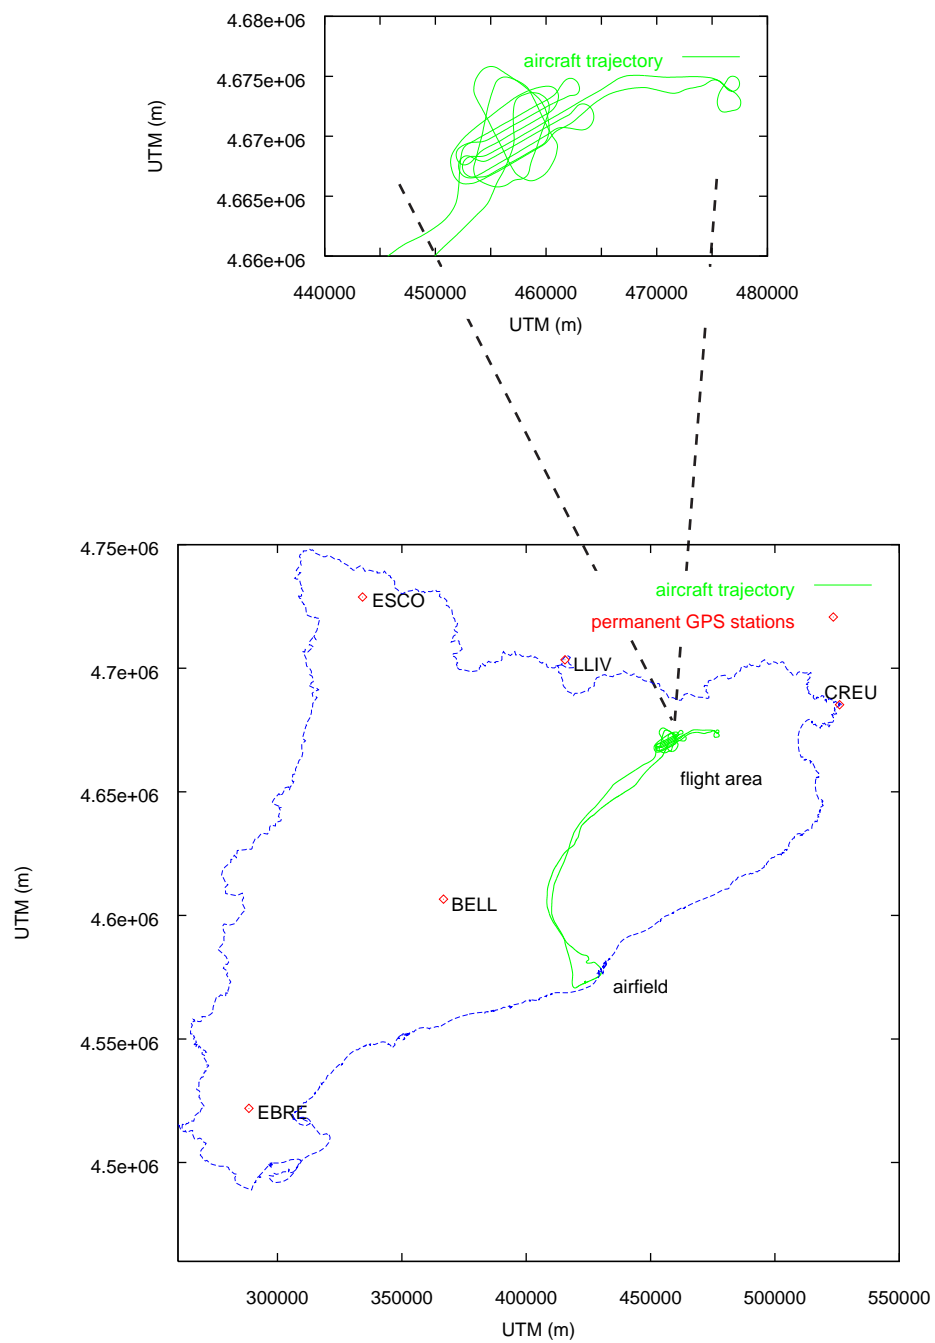 4.68e+06
aircraft trajectory
4.675e+06
UTM (m)
4.67e+06
4.665e+06
4.66e+06
440000 450000 460000 470000 480000
UTM (m)
4.75e+06
aircraft trajectory
ESCO
permanent GPS stations
4.7e+06
LLIV
CREU
flight area
4.65e+06
UTM (m)
BELL
4.6e+06
airfield
4.55e+06
EBRE
4.5e+06
300000 350000 400000 450000 500000 550000
UTM (m)